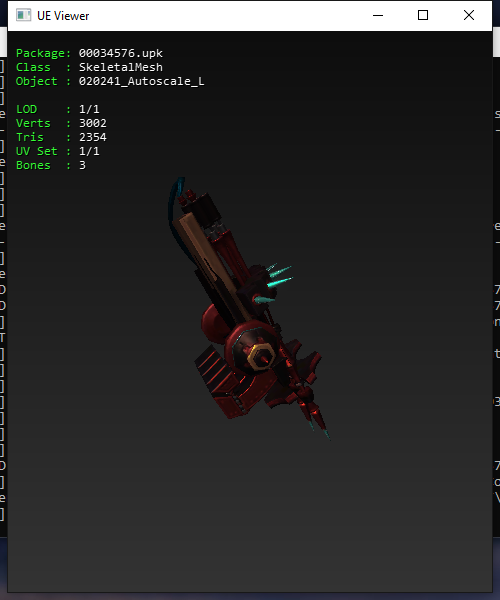 UE Viewer
Package: 00034576.upk
Class : SkeletalMesh
Object : 020241_Autoscale_L
LOD : 1/1
Verts : 3002
Tris : 2354
UV Set : 1/1
Bones : 3